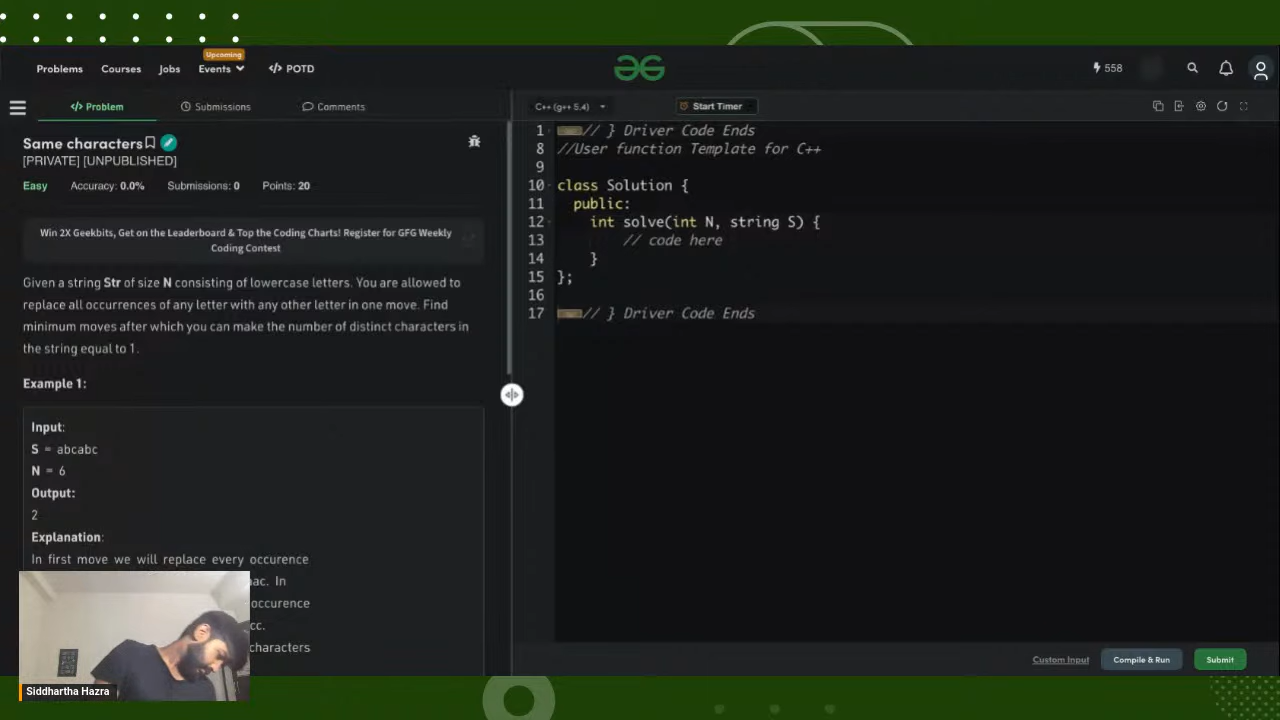 Upcoming
Problems Courses Jobs Events POTD
558
Problem Submissions Comments
C++ (g++ 5.4) Start Timer
Same characters
[PRIVATE] [UNPUBLISHED]
Easy Accuracy: 0.0% Submissions: 0 Points: 20
Win 2X Geekbits, Get on the Leaderboard & Top the Coding Charts! Register for GFG Weekly
Coding Contest
Given a string Str of size N consisting of lowercase letters. You are allowed to
replace all occurrences of any letter with any other letter in one move. Find
minimum moves after which you can make the number of distinct characters in
the string equal to 1.
Example 1:
Input:
S = abcabc
N = 6
Output:
2
Explanation:
In first move we will replace every occurence
ac. In
occurence
cc.
characters
Siddhartha Hazra
1 // } Driver Code Ends
8 //User function Template for C++
9
10 class Solution {
11 public:
12 int solve(int N, string S) {
13 // code here
14 }
15 };
16
17 // } Driver Code Ends
Custom Input Compile & Run Submit